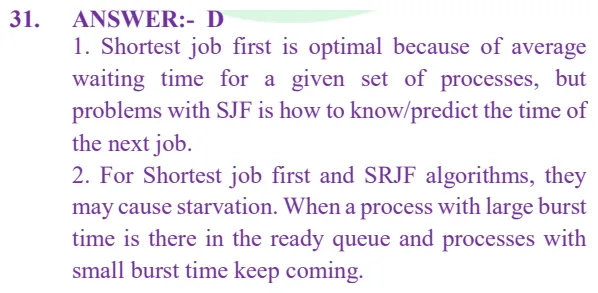 31. ANSWER:- D
1. Shortest job first is optimal because of average
waiting time for a given set of processes, but
problems with SJF is how to know/predict the time of
the next job.
2. For Shortest job first and SRJF algorithms, they
may cause starvation. When a process with large burst
time is there in the ready queue and processes with
small burst time keep coming.